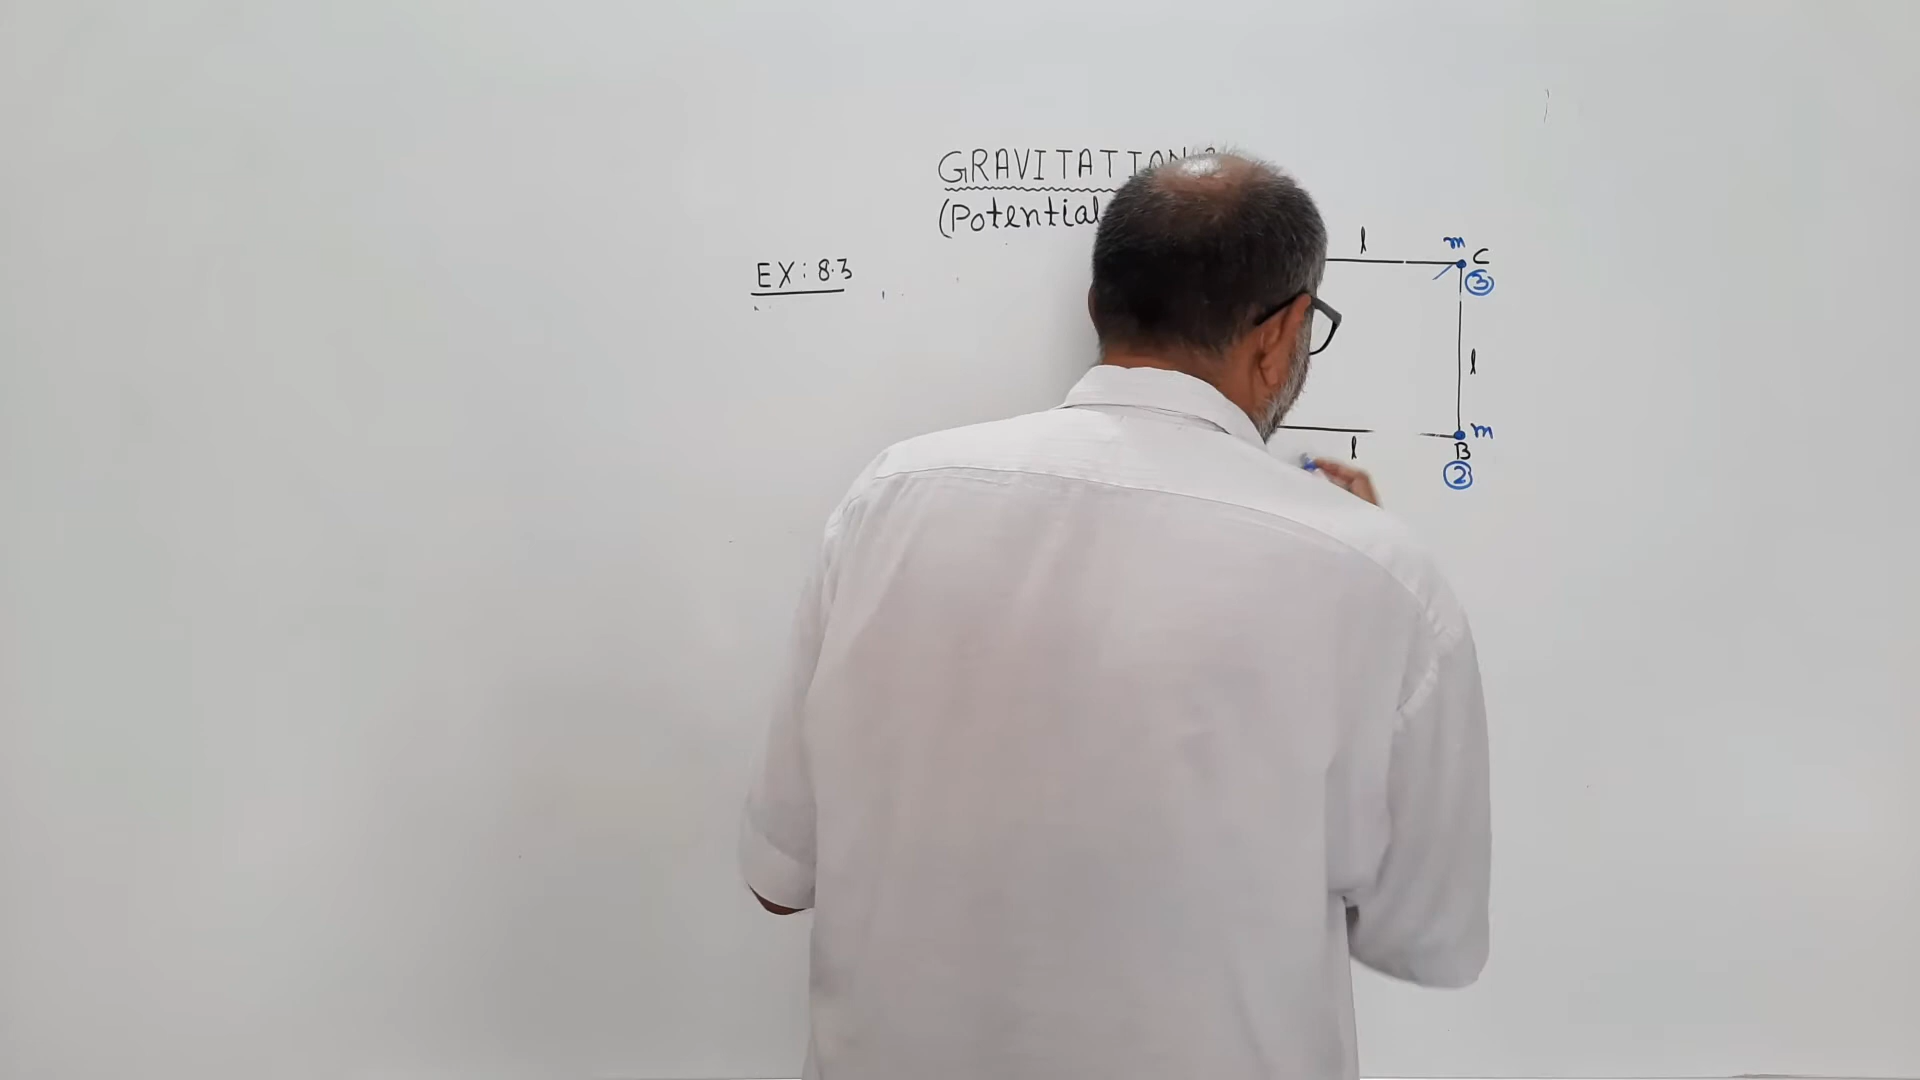 GRAVITATION
(Potential
EX: 8.3
l
m
C
③
l
m
l
B
②